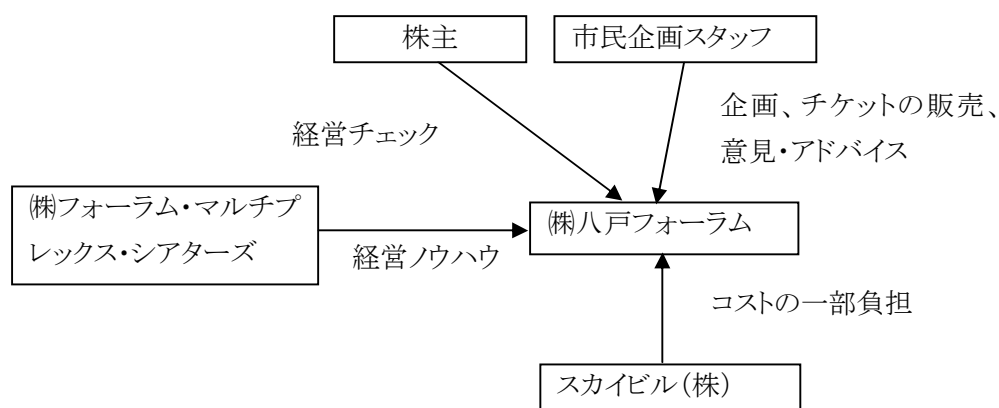 株主
市民企画スタッフ
企画、チケットの販売、
意見・アドバイス
経営チェック
㈱フォーラム・マルチプ
レックス・シアターズ
経営ノウハウ
㈱八戸フォーラム
コストの一部負担
スカイビル（株）